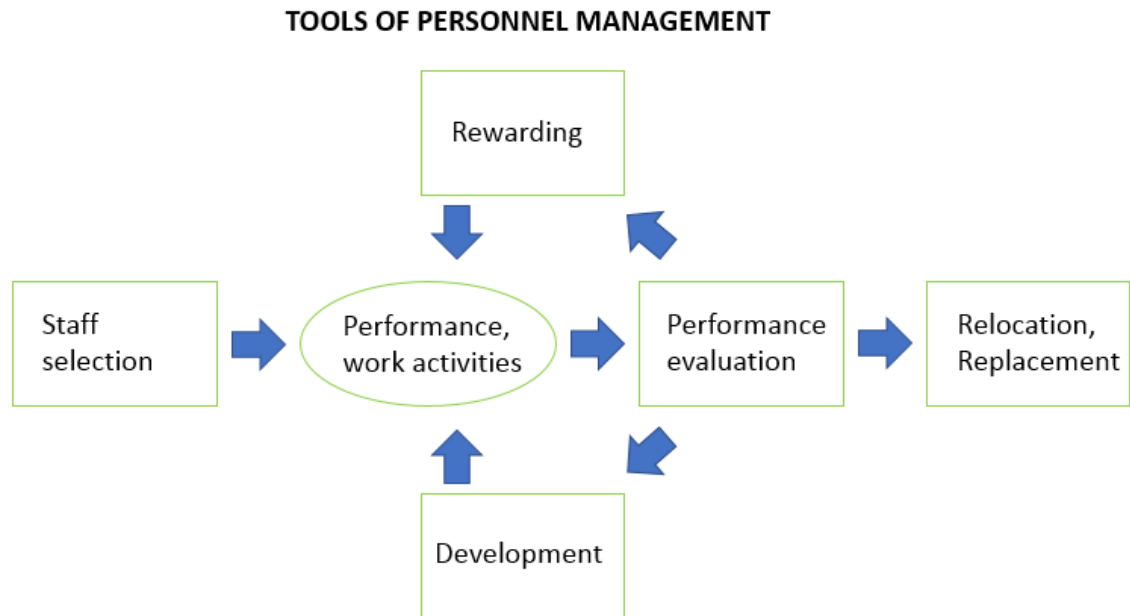 TOOLS OF PERSONNEL MANAGEMENT
Rewarding
Staff
selection
Performance,
work activities
Performance
evaluation
Relocation,
Replacement
Development